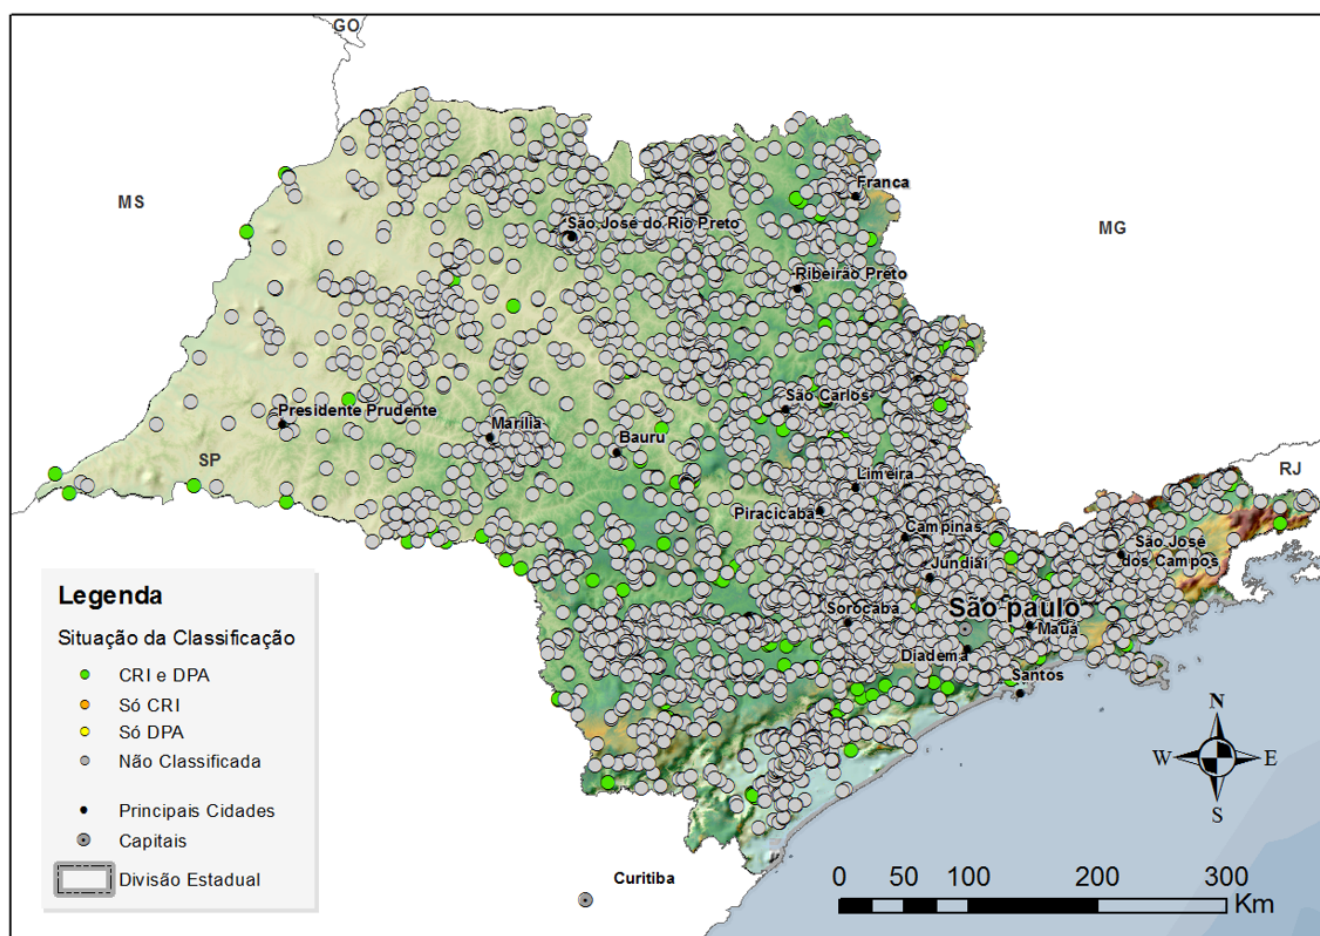 GO
MS
Franca
MG
São José do Rio Preto
Ribeirão Preto
São Carlos
Presidente Prudente
Marília
Bauru
SP
Limeira
RJ
Piracicaba
Campinas
São José
dos Campos
Jundiaí
Sorocaba
São paulo
Mauá
Diadema
Santos
Legenda
Situação da Classificação
CRI e DPA
Só CRI
Só DPA
Não Classificada
Principais Cidades
Capitais
Divisão Estadual
Curitiba
N
W
E
S
0 50 100 200 300
Km